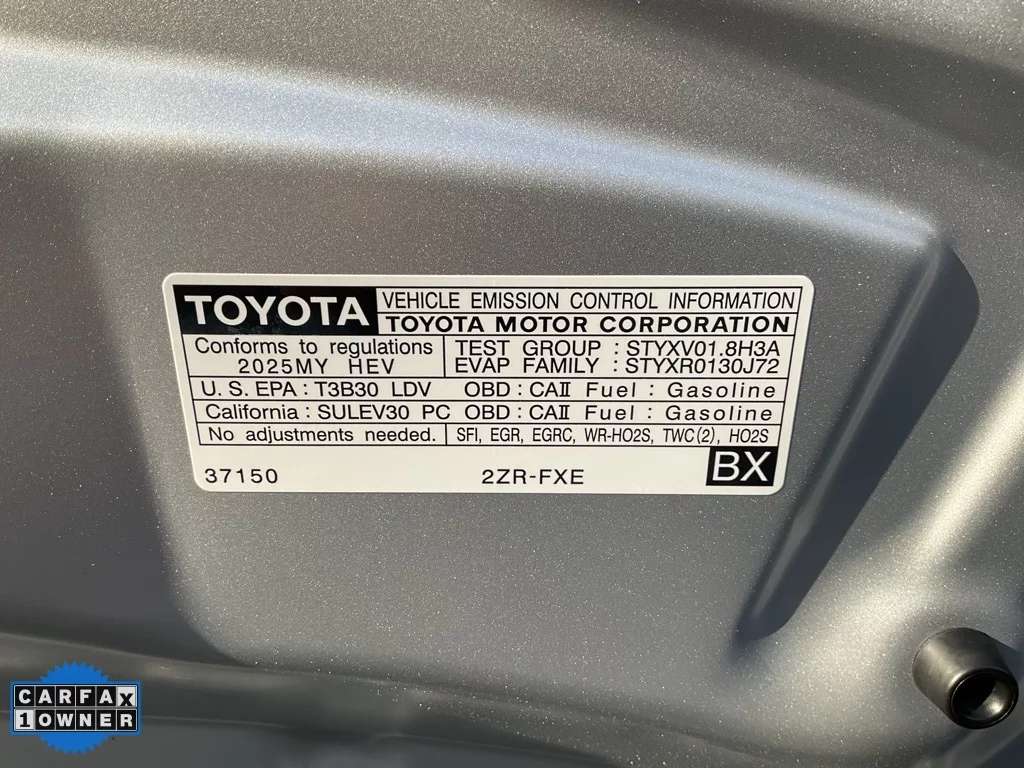 TOYOTA VEHICLE EMISSION CONTROL INFORMATION
TOYOTA MOTOR CORPORATION
Conforms to regulations TEST GROUP : STYXV01.8H3A
2025MY HEV EVAP FAMILY : STYXR0130J72
U.S. EPA : T3B30 LDV OBD : CAII Fuel : Gasoline
California : SULEV30 PC OBD : CAII Fuel : Gasoline
No adjustments needed. SFI, EGR, EGRC, WR-HO2S, TWC(2), HO2S
37150 2ZR-FXE BX
CARFAX
1 OWNER